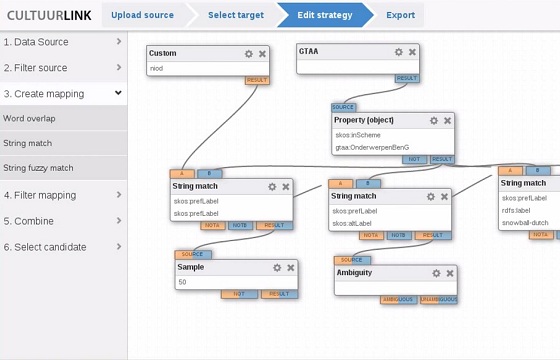 CULTUURLINK
Upload source
Select target
Edit strategy
Export
1. Data Source
2. Filter source
3. Create mapping
Word overlap
String match
String fuzzy match
4. Filter mapping
5. Combine
6. Select candidate
Custom
niod
RESULT
GTAA
RESULT
SOURCE
Property (object)
skos:inScheme
gtaa:OnderwerpenBenG
NOT
RESULT
A
B
String match
skos:prefLabel
skos:prefLabel
NOTA
NOTB
RESULT
A
B
String match
skos:prefLabel
skos:altLabel
NOTA
NOTB
RESULT
A
B
String match
skos:prefLabel
rdfs:label
snowball-dutch
NOTA
SOURCE
Sample
50
NOT
RESULT
SOURCE
Ambiguity
AMBIGUOUS
UNAMBIGUOUS